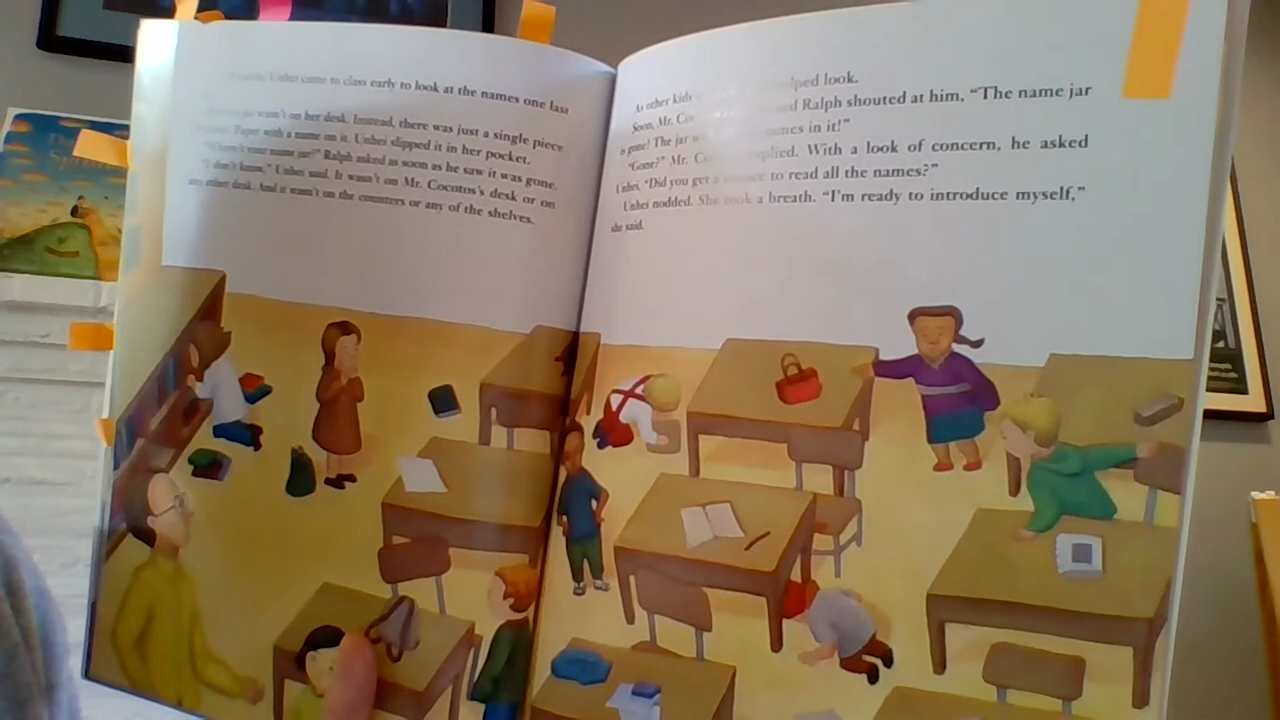 Unhei came to class early to look at the names one last
wasn't on her desk. Instead, there was just a single piece
Paper with a name on it. Unhei slipped it in her pocket.
"Where's your name jar?" Ralph asked as soon as he saw it was gone.
"I don't know," Unhei said. It wasn't on Mr. Cocotos's desk or on
any other desk. And it wasn't on the counters or any of the shelves.
As other kids look.
Soon, Mr. Ralph shouted at him, "The name jar
is gone! The jar in it!"
"Gone?" Mr. With a look of concern, he asked
Unhei. "Did you get a to read all the names?"
Unhei nodded. She took a breath. "I'm ready to introduce myself,"
she said.